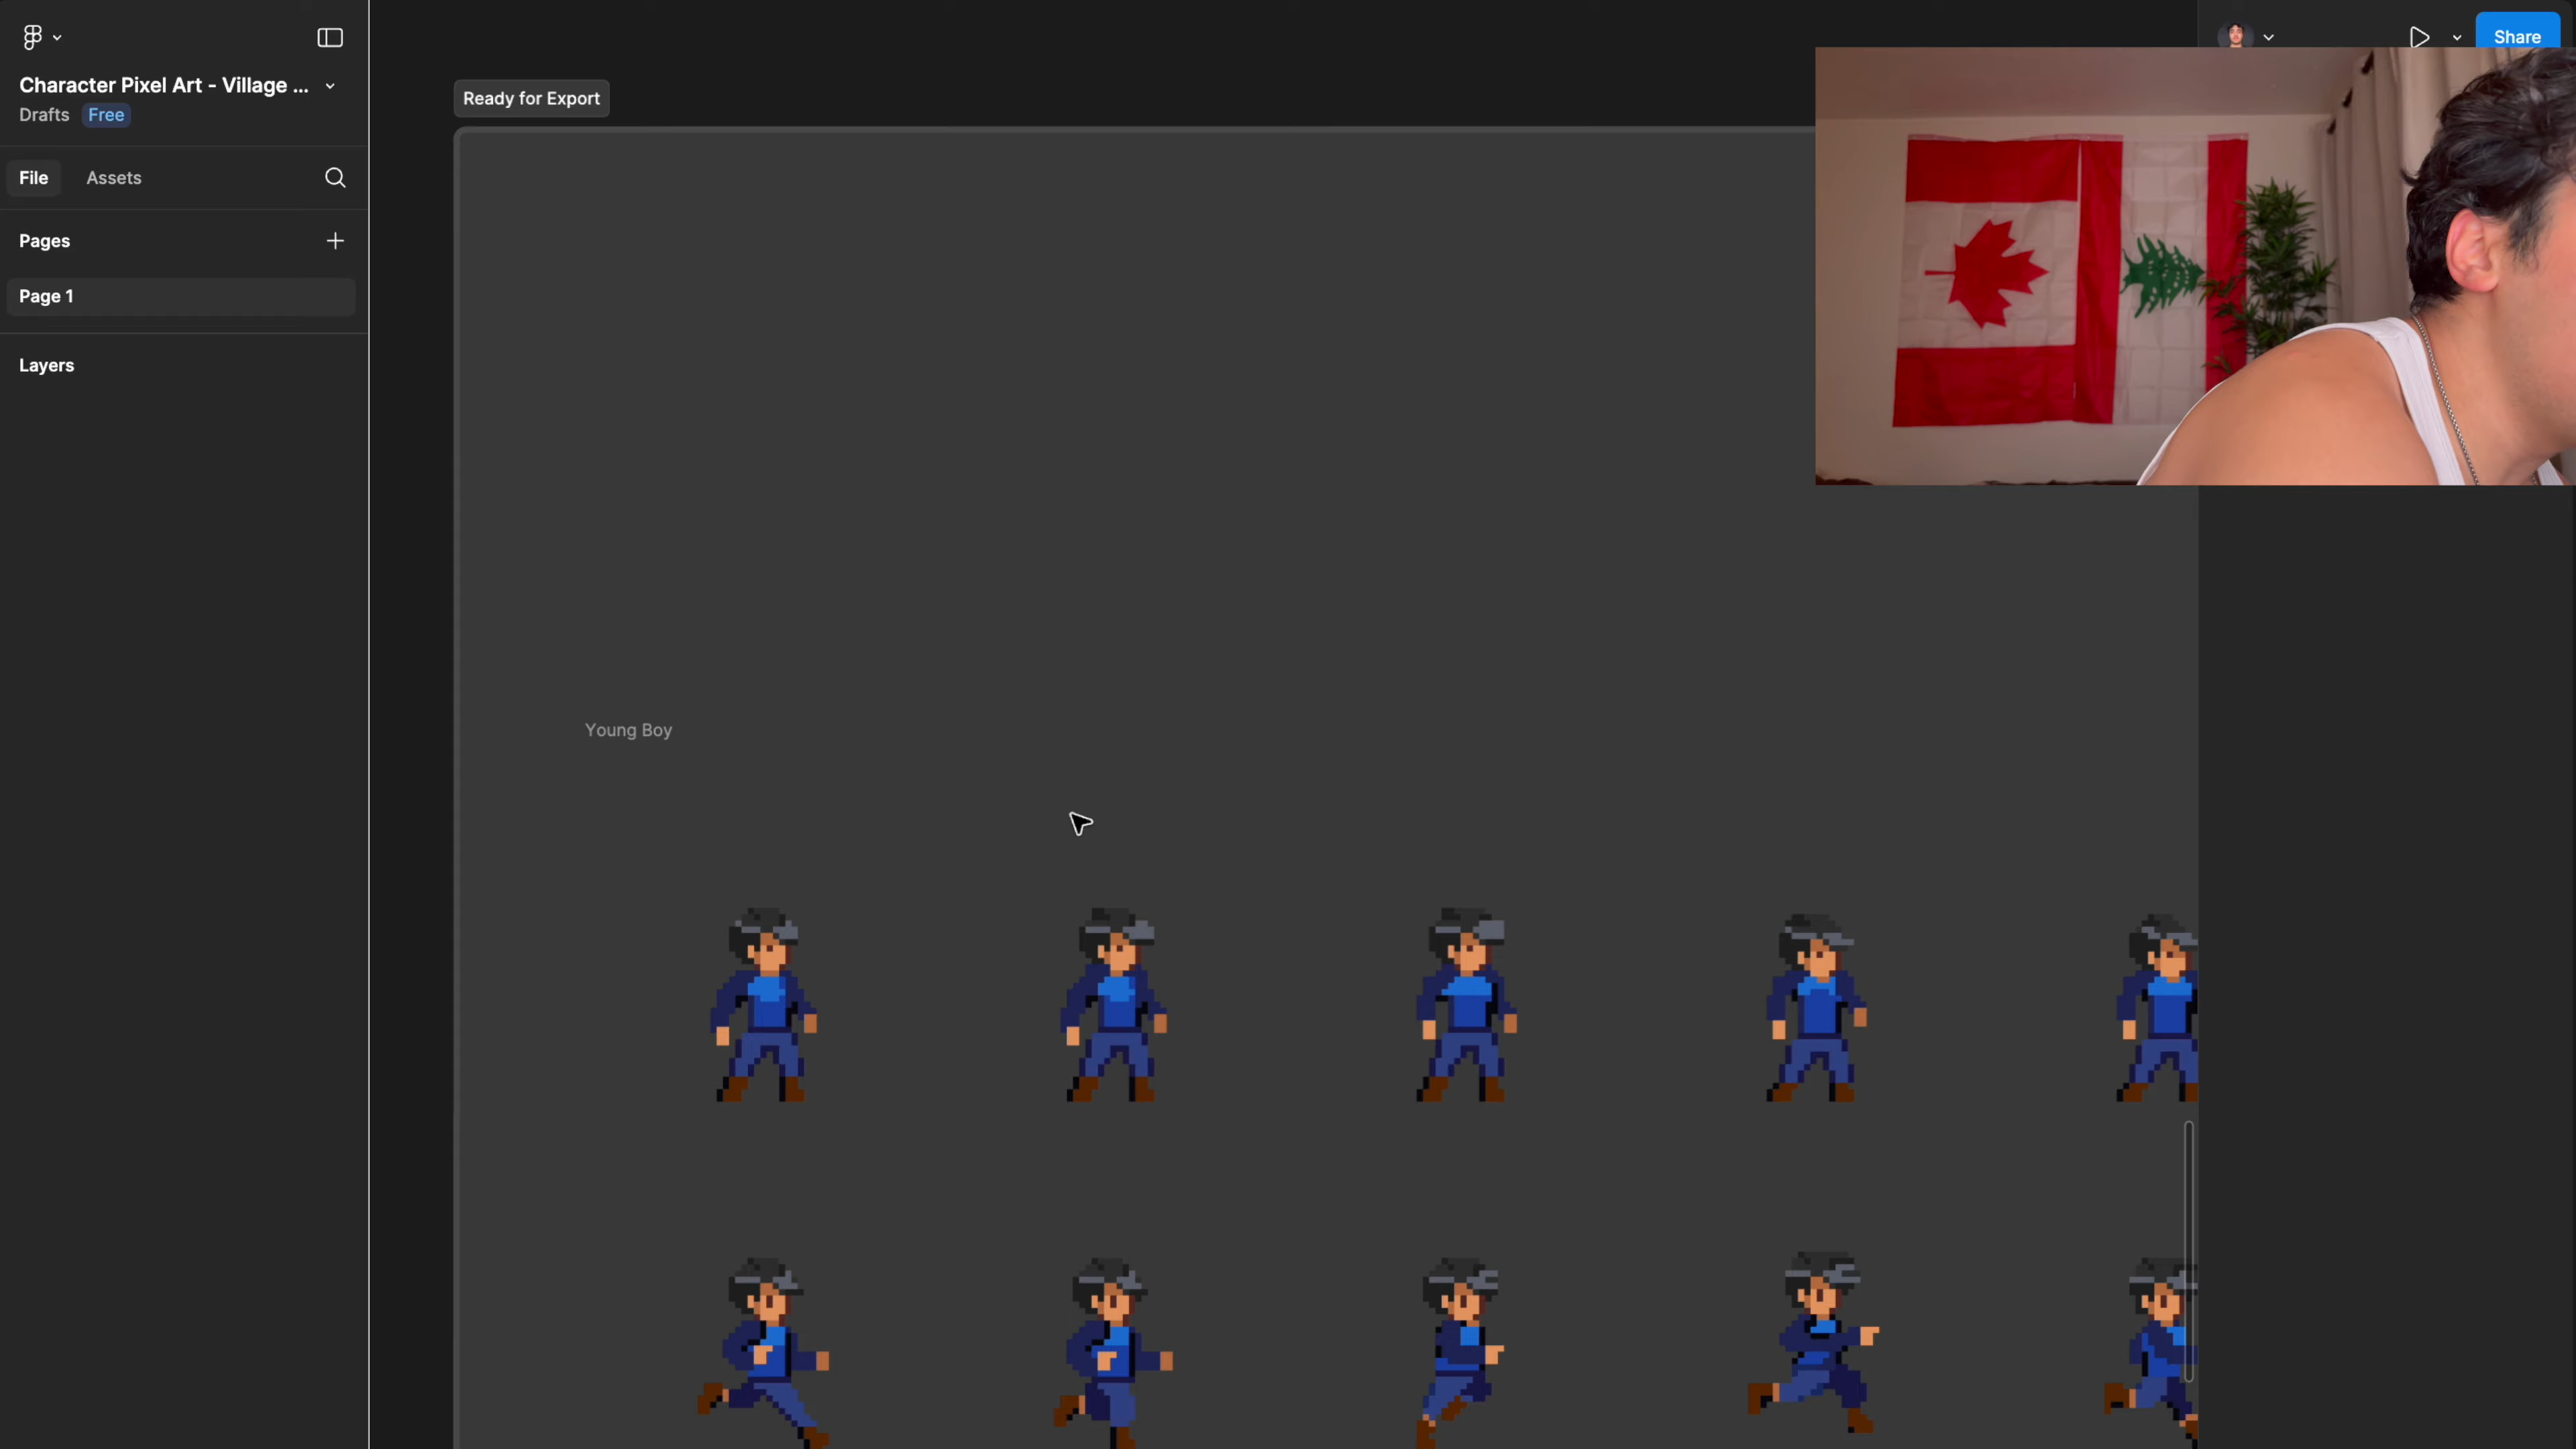 Character Pixel Art - Village ...
Drafts Free
File Assets
Pages
Page 1
Layers
Ready for Export
Share
Young Boy